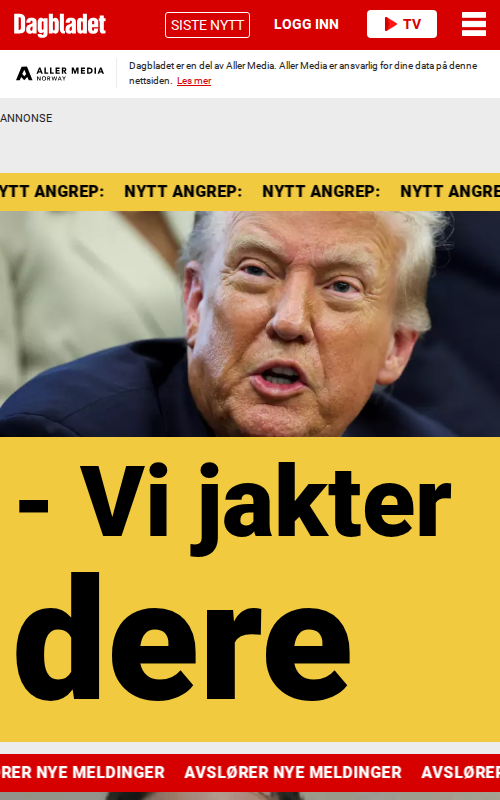 Dagbladet SISTE NYTT LOGG INN TV
ALLER MEDIA
NORWAY
Dagbladet er en del av Aller Media. Aller Media er ansvarlig for dine data på denne
nettsiden. Les mer
ANNONSE
YTT ANGREP: NYTT ANGREP: NYTT ANGREP: NYTT ANGRE
- Vi jakter
dere
RER NYE MELDINGER AVSLØRER NYE MELDINGER AVSLØRER